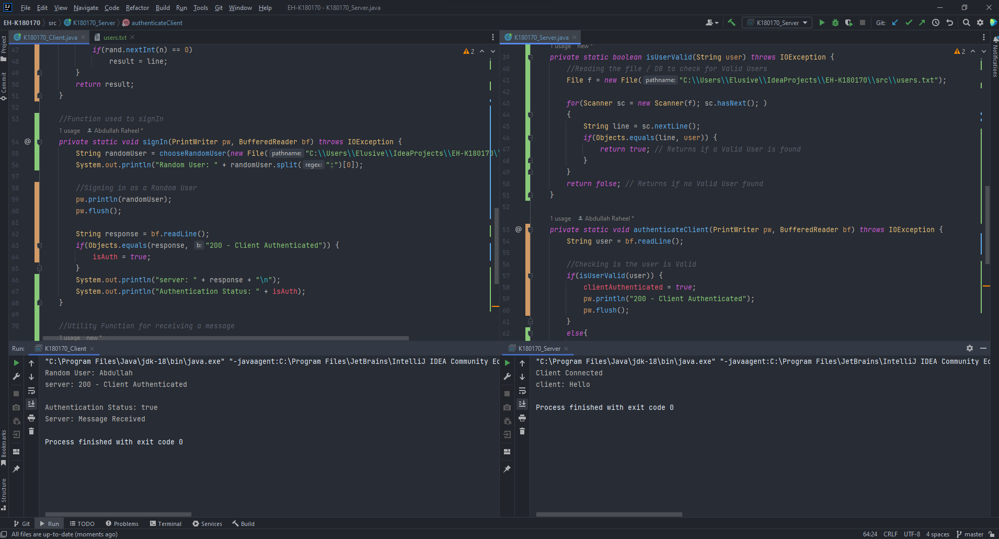 File Edit View Navigate Code Refactor Build Run Tools Git Window Help EH-K180170 - K180170_Server.java
EH-K180170 src K180170_Server authenticateClient K180170_Server Git:
K180170_Client.java users.txt
Project
Commit
Bookmarks
Structure
47 if(rand.nextInt(n) == 0)
48 result = line;
49 }
50 return result;
51 }
52
53 //Function used to signIn
1 usage Abdullah Raheel *
54 @ private static void signIn(PrintWriter pw, BufferedReader bf) throws IOException {
55 String randomUser = chooseRandomUser(new File( pathname: "C:\\Users\\Elusive\\IdeaProjects\\EH-K180170\\
56 System.out.println("Random User: " + randomUser.split( regex: ":")[0]);
57
58 //Signing in as a Random User
59 pw.println(randomUser);
60 pw.flush();
61
62 String response = bf.readLine();
63 if(Objects.equals(response, b: "200 - Client Authenticated")) {
64 isAuth = true;
65 }
66 System.out.println("server: " + response + "\n");
67 System.out.println("Authentication Status: " + isAuth);
68 }
69
70 //Utility Function for receiving a message
1 usage new *
2
K180170_Server.java
1 usage new *
39 private static boolean isUserValid(String user) throws IOException {
40 //Reading the file / DB to check for Valid Users
41 File f = new File( pathname: "C:\\Users\\Elusive\\IdeaProjects\\EH-K180170\\src\\users.txt");
42
43 for(Scanner sc = new Scanner(f); sc.hasNext(); )
44 {
45 String line = sc.nextLine();
46 if(Objects.equals(line, user)) {
47 return true; // Returns if a Valid User is found
48 }
49 }
50 return false; // Returns if no Valid User found
51 }
52
1 usage Abdullah Raheel *
53 @ private static void authenticateClient(PrintWriter pw, BufferedReader bf) throws IOException {
54 String user = bf.readLine();
55
56 //Checking is the user is Valid
57 if(isUserValid(user)) {
58 clientAuthenticated = true;
59 pw.println("200 - Client Authenticated");
60 pw.flush();
61 }
62 else{
2
Notifications
Run: K180170_Client
"C:\Program Files\Java\jdk-18\bin\java.exe" "-javaagent:C:\Program Files\JetBrains\IntelliJ IDEA Community Ed
Random User: Abdullah
server: 200 - Client Authenticated
Authentication Status: true
Server: Message Received
Process finished with exit code 0
K180170_Server
"C:\Program Files\Java\jdk-18\bin\java.exe" "-javaagent:C:\Program Files\JetBrains\IntelliJ IDEA Community Ed
Client Connected
client: Hello
Process finished with exit code 0
Git Run TODO Problems Terminal Services Build
All files are up-to-date (moments ago) 64:24 CRLF UTF-8 4 spaces master